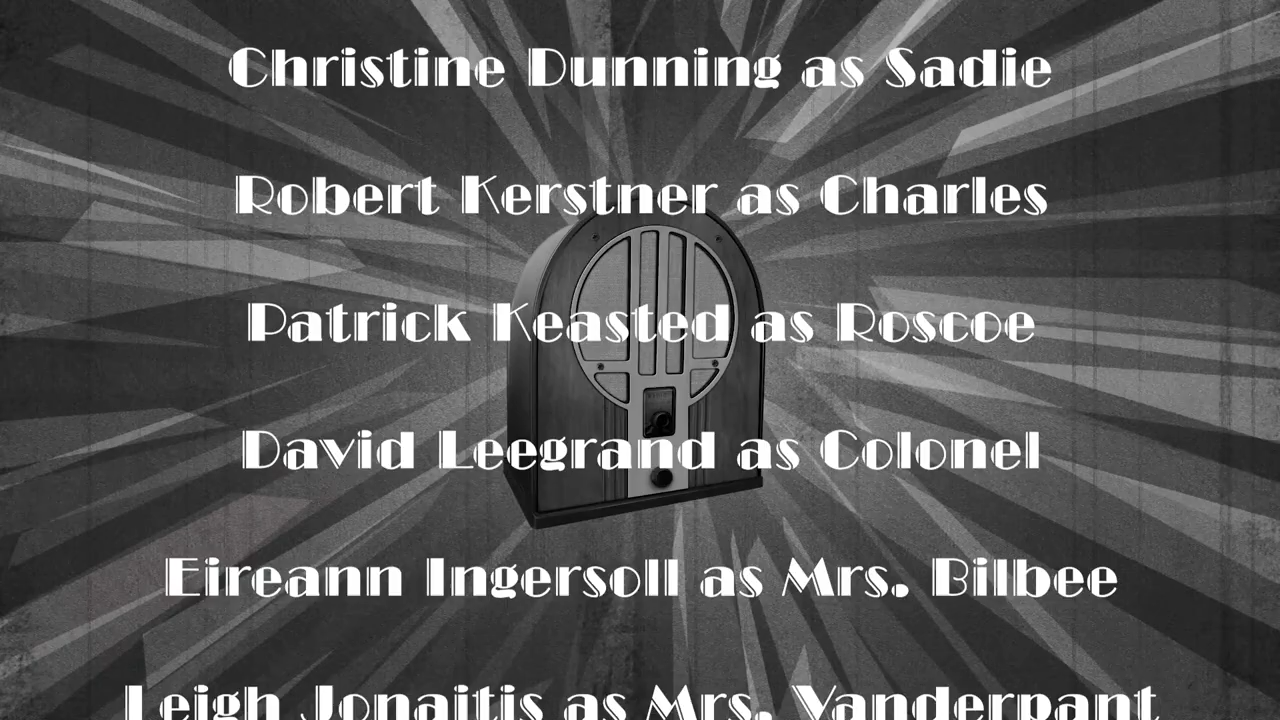 Christine Dunning as Sadie
Robert Kerstner as Charles
Patrick Keasted as Roscoe
David Leegrand as Colonel
Eireann Ingersoll as Mrs. Bilbee
Leigh Jonaitis as Mrs. Vanderpant